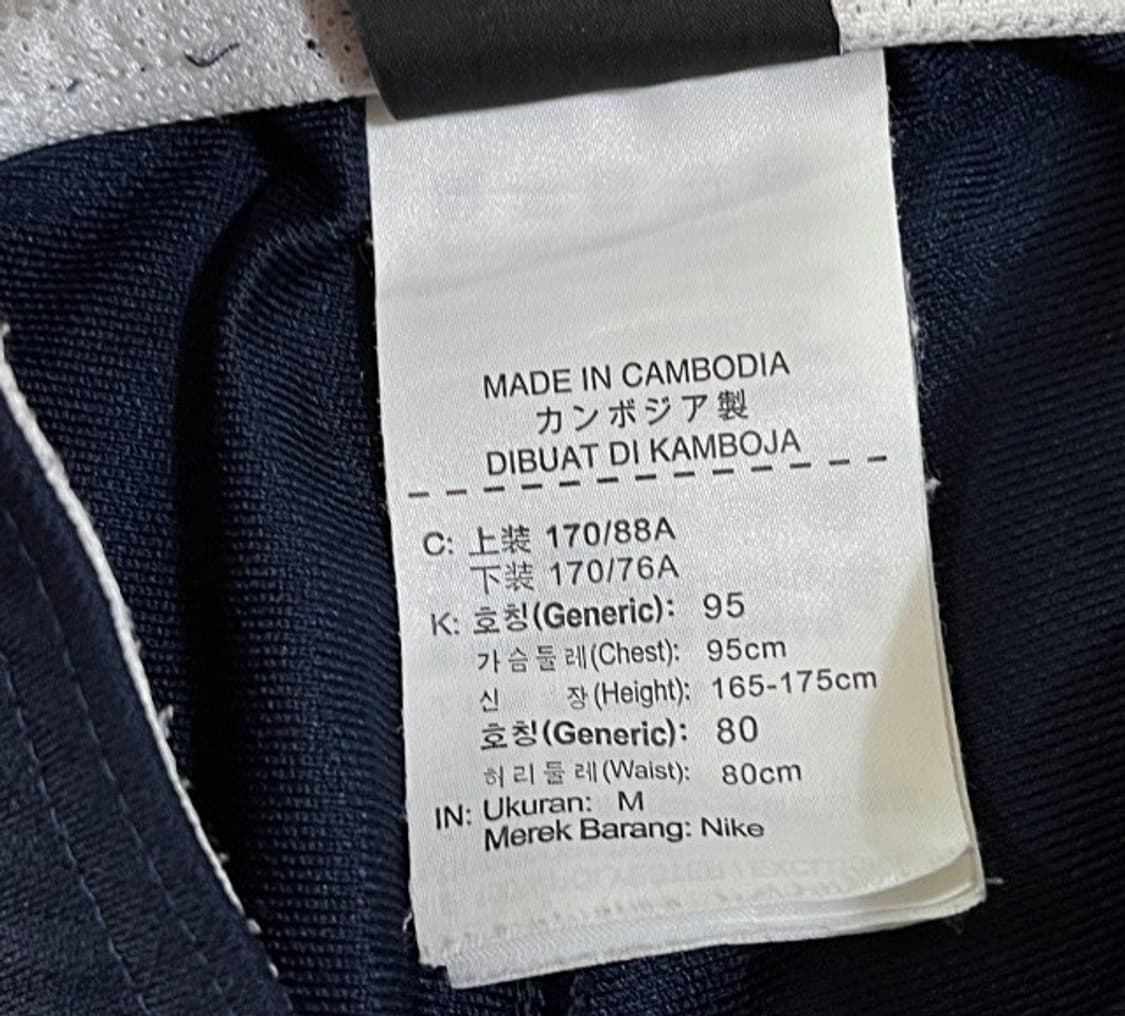 MADE IN CAMBODIA
カンボジア製
DIBUAT DI KAMBOJA
C: 上装 170/88A
下装 170/76A
K: 호칭(Generic): 95
가슴둘레(Chest): 95cm
신 장(Height): 165-175cm
호칭(Generic): 80
허리둘레(Waist): 80cm
IN: Ukuran: M
Merek Barang: Nike